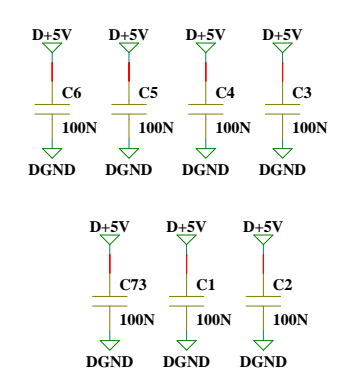 D+5V D+5V D+5V D+5V
C6 C5 C4 C3
100N 100N 100N 100N
DGND DGND DGND DGND
D+5V D+5V D+5V
C73 C1 C2
100N 100N 100N
DGND DGND DGND